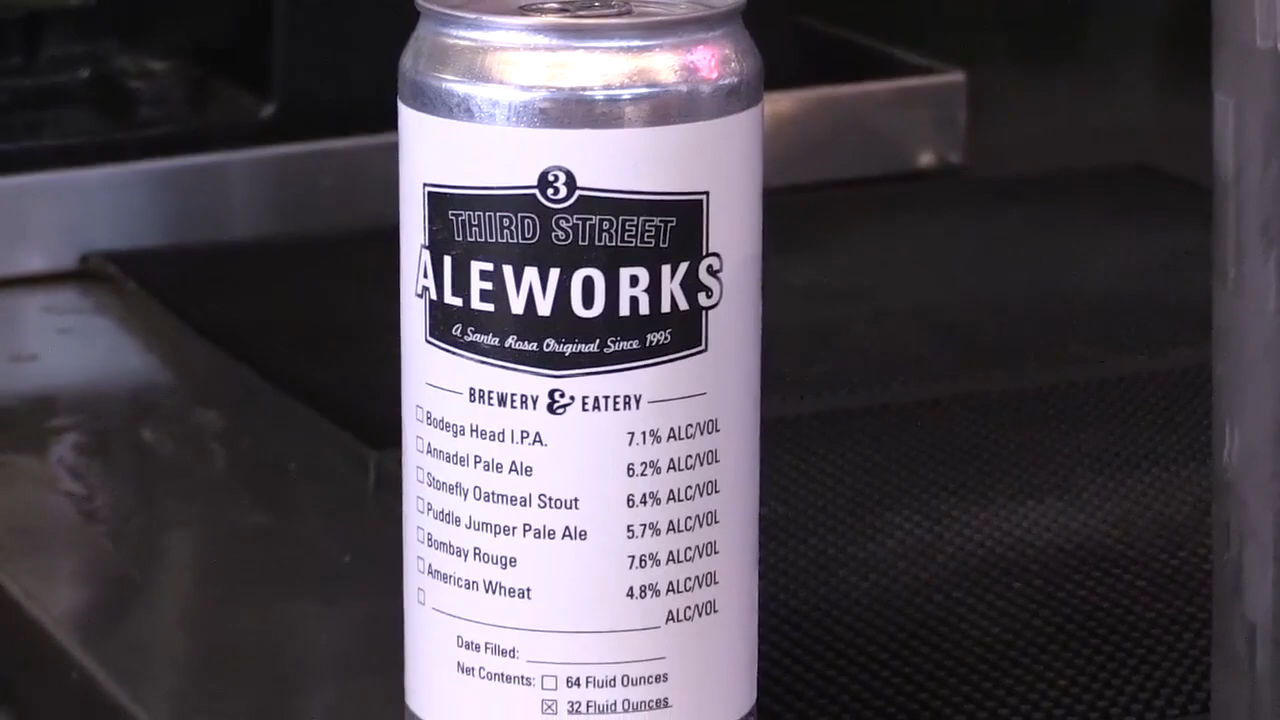 3
THIRD STREET
ALEWORKS
A Santa Rosa Original Since 1995
BREWERY & EATERY
☐ Bodega Head I.P.A. 7.1% ALC/VOL
☐ Annadel Pale Ale 6.2% ALC/VOL
☐ Stonefly Oatmeal Stout 6.4% ALC/VOL
☐ Puddle Jumper Pale Ale 5.7% ALC/VOL
☐ Bombay Rouge 7.6% ALC/VOL
☐ American Wheat 4.8% ALC/VOL
☐ ____________ ALC/VOL
Date Filled: ____________
Net Contents: ☐ 64 Fluid Ounces
☒ 32 Fluid Ounces